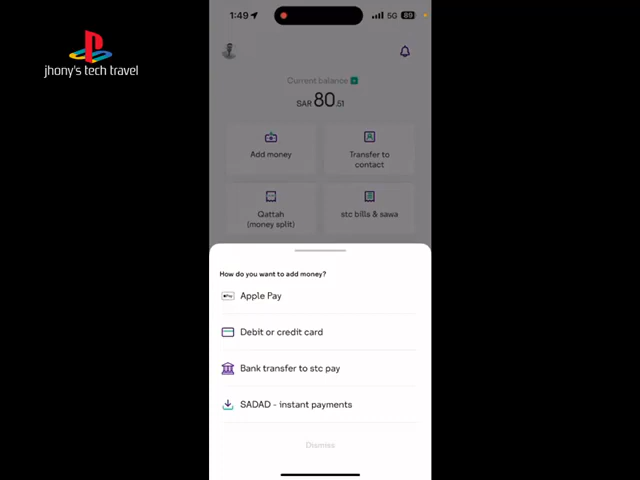 1:49
5G
89
jhony's tech travel
Current balance
SAR 80.51
Add money
Transfer to
contact
Qattah
(money split)
stc bills & sawa
How do you want to add money?
Pay
Apple Pay
Debit or credit card
Bank transfer to stc pay
SADAD - instant payments
Dismiss